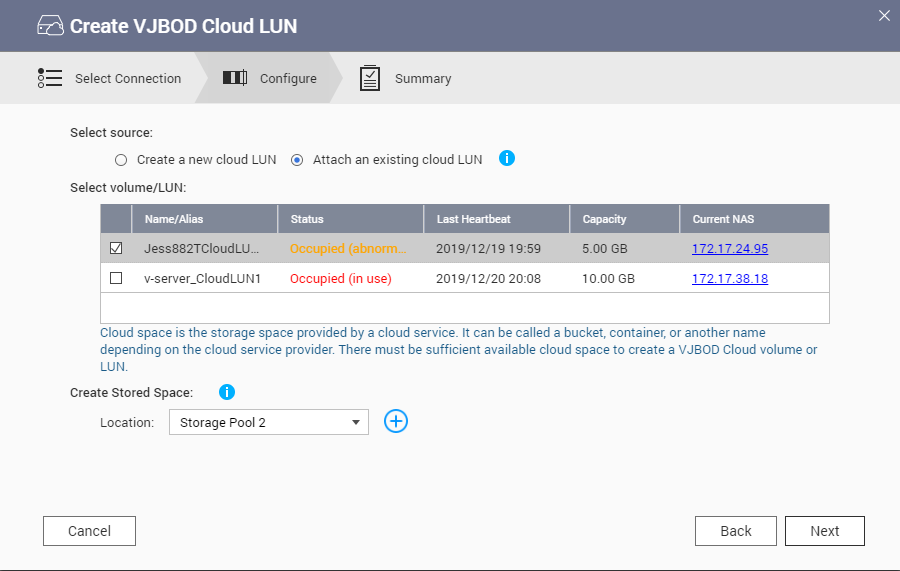 Create VJBOD Cloud LUN
Select Connection
Configure
Summary
Select source:
Create a new cloud LUN
Attach an existing cloud LUN
Select volume/LUN:
Name/Alias Status Last Heartbeat Capacity Current NAS
Jess882TCloudLU... Occupied (abnorm... 2019/12/19 19:59 5.00 GB 172.17.24.95
v-server_CloudLUN1 Occupied (in use) 2019/12/20 20:08 10.00 GB 172.17.38.18
Cloud space is the storage space provided by a cloud service. It can be called a bucket, container, or another name
depending on the cloud service provider. There must be sufficient available cloud space to create a VJBOD Cloud volume or
LUN.
Create Stored Space:
Location: Storage Pool 2
Cancel
Back
Next